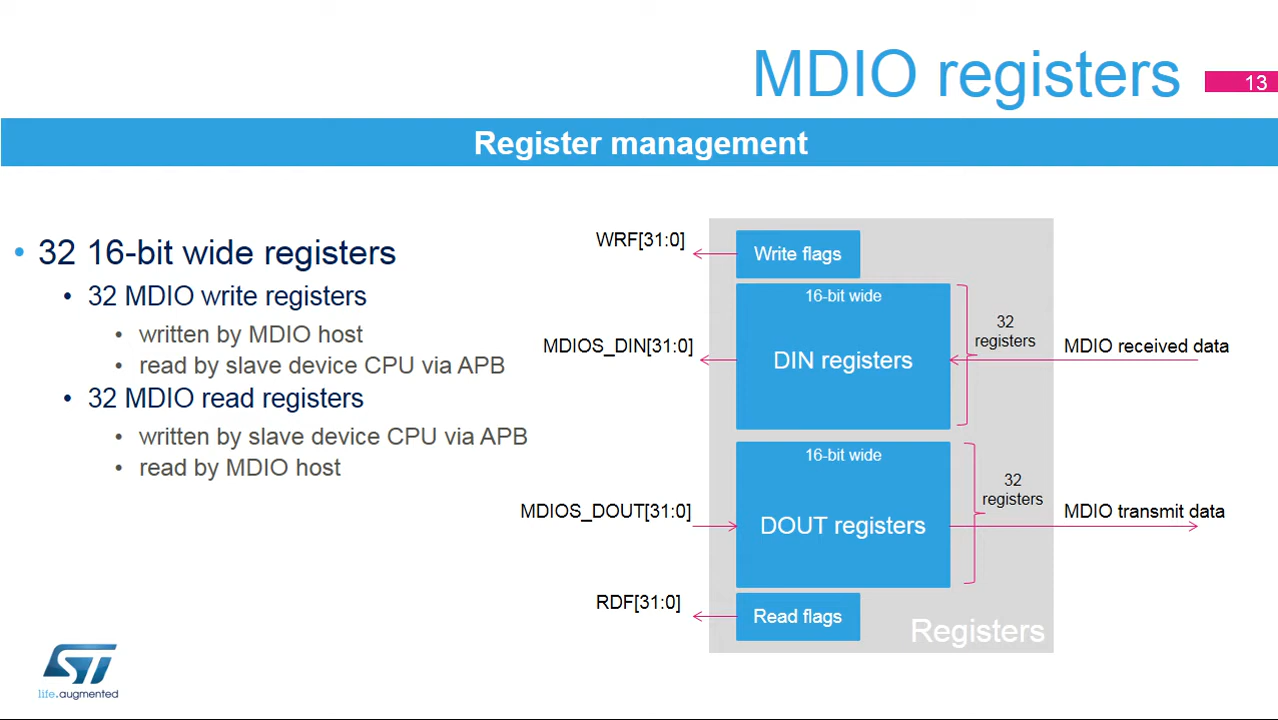 MDIO registers
13
Register management
• 32 16-bit wide registers
• 32 MDIO write registers
• written by MDIO host
• read by slave device CPU via APB
• 32 MDIO read registers
• written by slave device CPU via APB
• read by MDIO host
WRF[31:0]
Write flags
16-bit wide
MDIOS_DIN[31:0]
DIN registers
32
registers
MDIO received data
16-bit wide
MDIOS_DOUT[31:0]
DOUT registers
32
registers
MDIO transmit data
RDF[31:0]
Read flags
Registers
ST
life.augmented